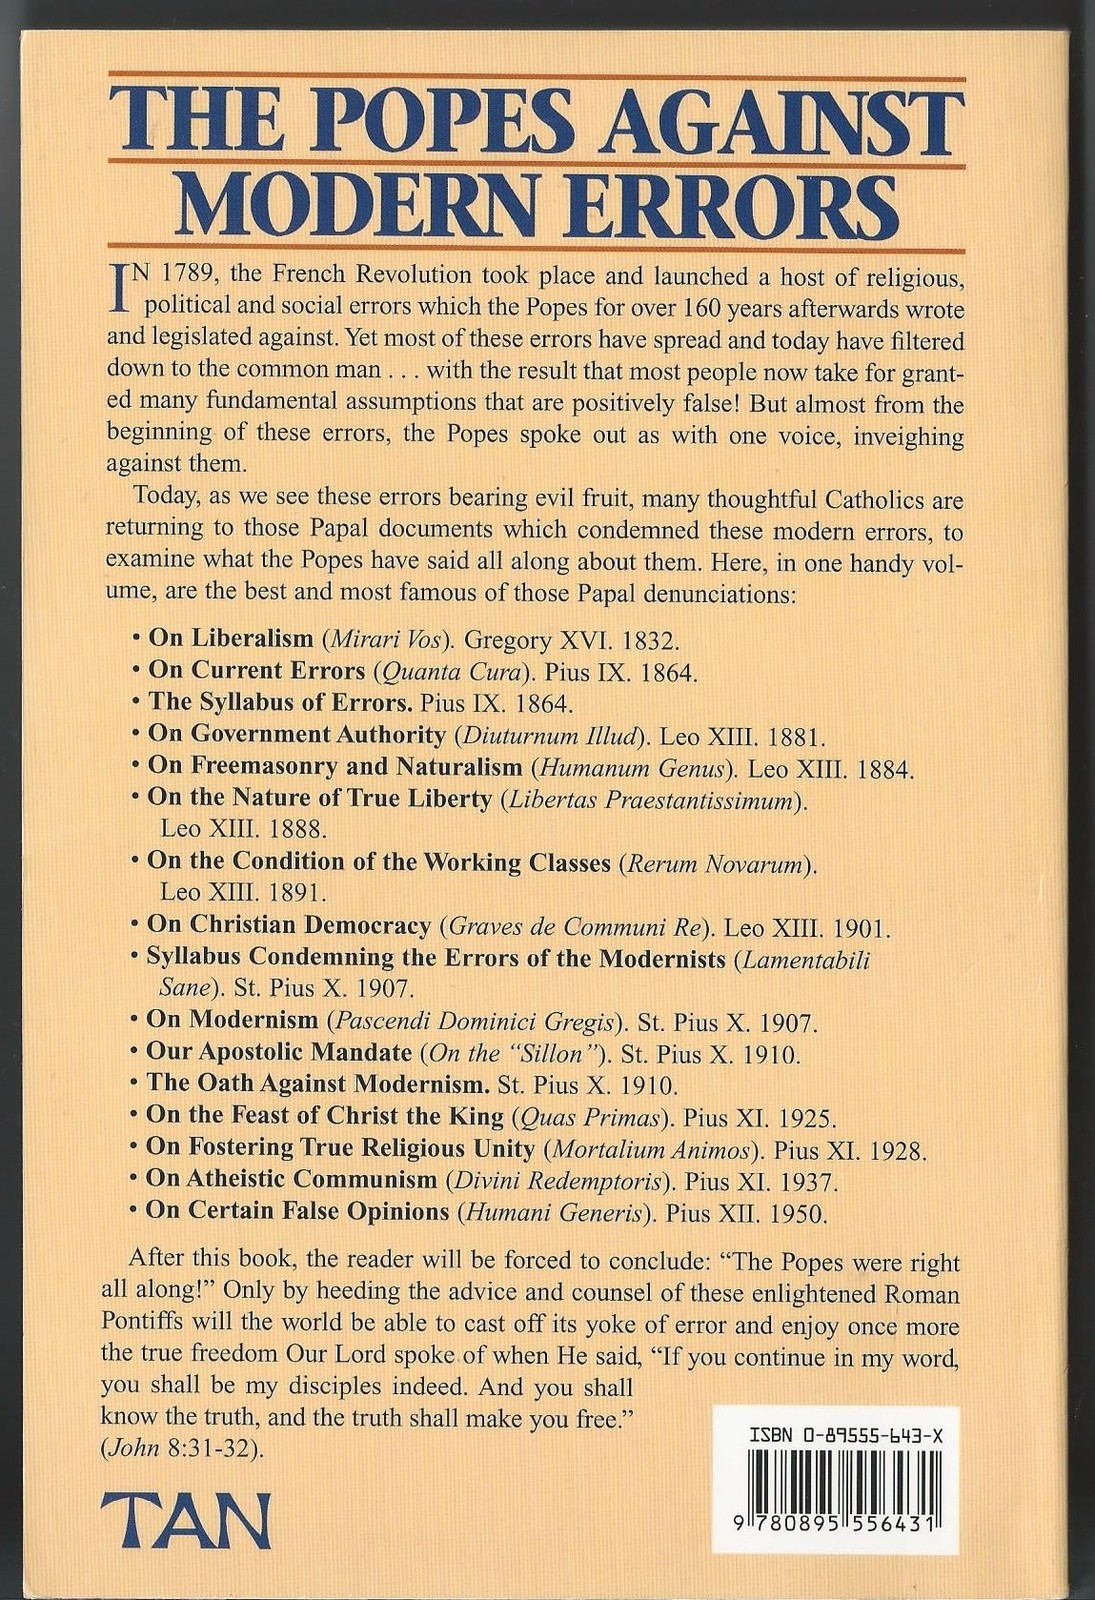 THE POPES AGAINST
MODERN ERRORS
IN 1789, the French Revolution took place and launched a host of religious,
political and social errors which the Popes for over 160 years afterwards wrote
and legislated against. Yet most of these errors have spread and today have filtered
down to the common man . . . with the result that most people now take for grant-
ed many fundamental assumptions that are positively false! But almost from the
beginning of these errors, the Popes spoke out as with one voice, inveighing
against them.
Today, as we see these errors bearing evil fruit, many thoughtful Catholics are
returning to those Papal documents which condemned these modern errors, to
examine what the Popes have said all along about them. Here, in one handy vol-
ume, are the best and most famous of those Papal denunciations:
• On Liberalism (Mirari Vos). Gregory XVI. 1832.
• On Current Errors (Quanta Cura). Pius IX. 1864.
• The Syllabus of Errors. Pius IX. 1864.
• On Government Authority (Diuturnum Illud). Leo XIII. 1881.
• On Freemasonry and Naturalism (Humanum Genus). Leo XIII. 1884.
• On the Nature of True Liberty (Libertas Praestantissimum).
Leo XIII. 1888.
• On the Condition of the Working Classes (Rerum Novarum).
Leo XIII. 1891.
• On Christian Democracy (Graves de Communi Re). Leo XIII. 1901.
• Syllabus Condemning the Errors of the Modernists (Lamentabili
Sane). St. Pius X. 1907.
• On Modernism (Pascendi Dominici Gregis). St. Pius X. 1907.
• Our Apostolic Mandate (On the “Sillon”). St. Pius X. 1910.
• The Oath Against Modernism. St. Pius X. 1910.
• On the Feast of Christ the King (Quas Primas). Pius XI. 1925.
• On Fostering True Religious Unity (Mortalium Animos). Pius XI. 1928.
• On Atheistic Communism (Divini Redemptoris). Pius XI. 1937.
• On Certain False Opinions (Humani Generis). Pius XII. 1950.
After this book, the reader will be forced to conclude: “The Popes were right
all along!” Only by heeding the advice and counsel of these enlightened Roman
Pontiffs will the world be able to cast off its yoke of error and enjoy once more
the true freedom Our Lord spoke of when He said, “If you continue in my word,
you shall be my disciples indeed. And you shall
know the truth, and the truth shall make you free.”
(John 8:31-32).
ISBN 0-89555-643-X
9 780895 556431
TAN